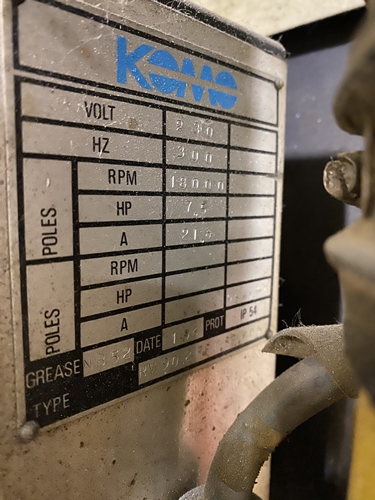 KOMO
VOLT 230
HZ 300
POLES
RPM 18000
HP 7.5
A
POLES
RPM
HP
A
GREASE DATE PROT IP 54
TYPE